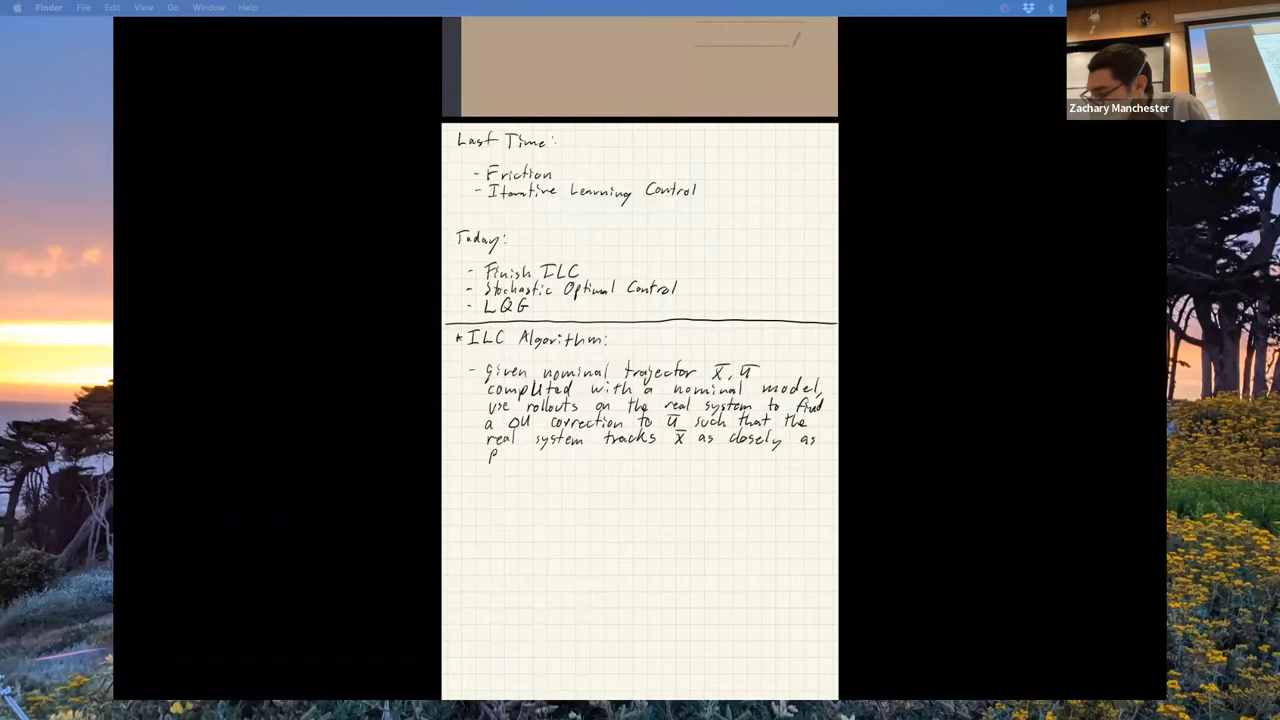 Finder File Edit View Go Window Help
Zachary Manchester
Last Time:
- Friction
- Iterative Learning Control
Today:
- Finish ILC
- Stochastic Optimal Control
- LQG
* ILC Algorithm:
- given nominal trajector x̄, ū
computed with a nominal model,
use rollouts on the real system to find
a ΔU correction to ū such that the
real system tracks x̄ as closely as
p